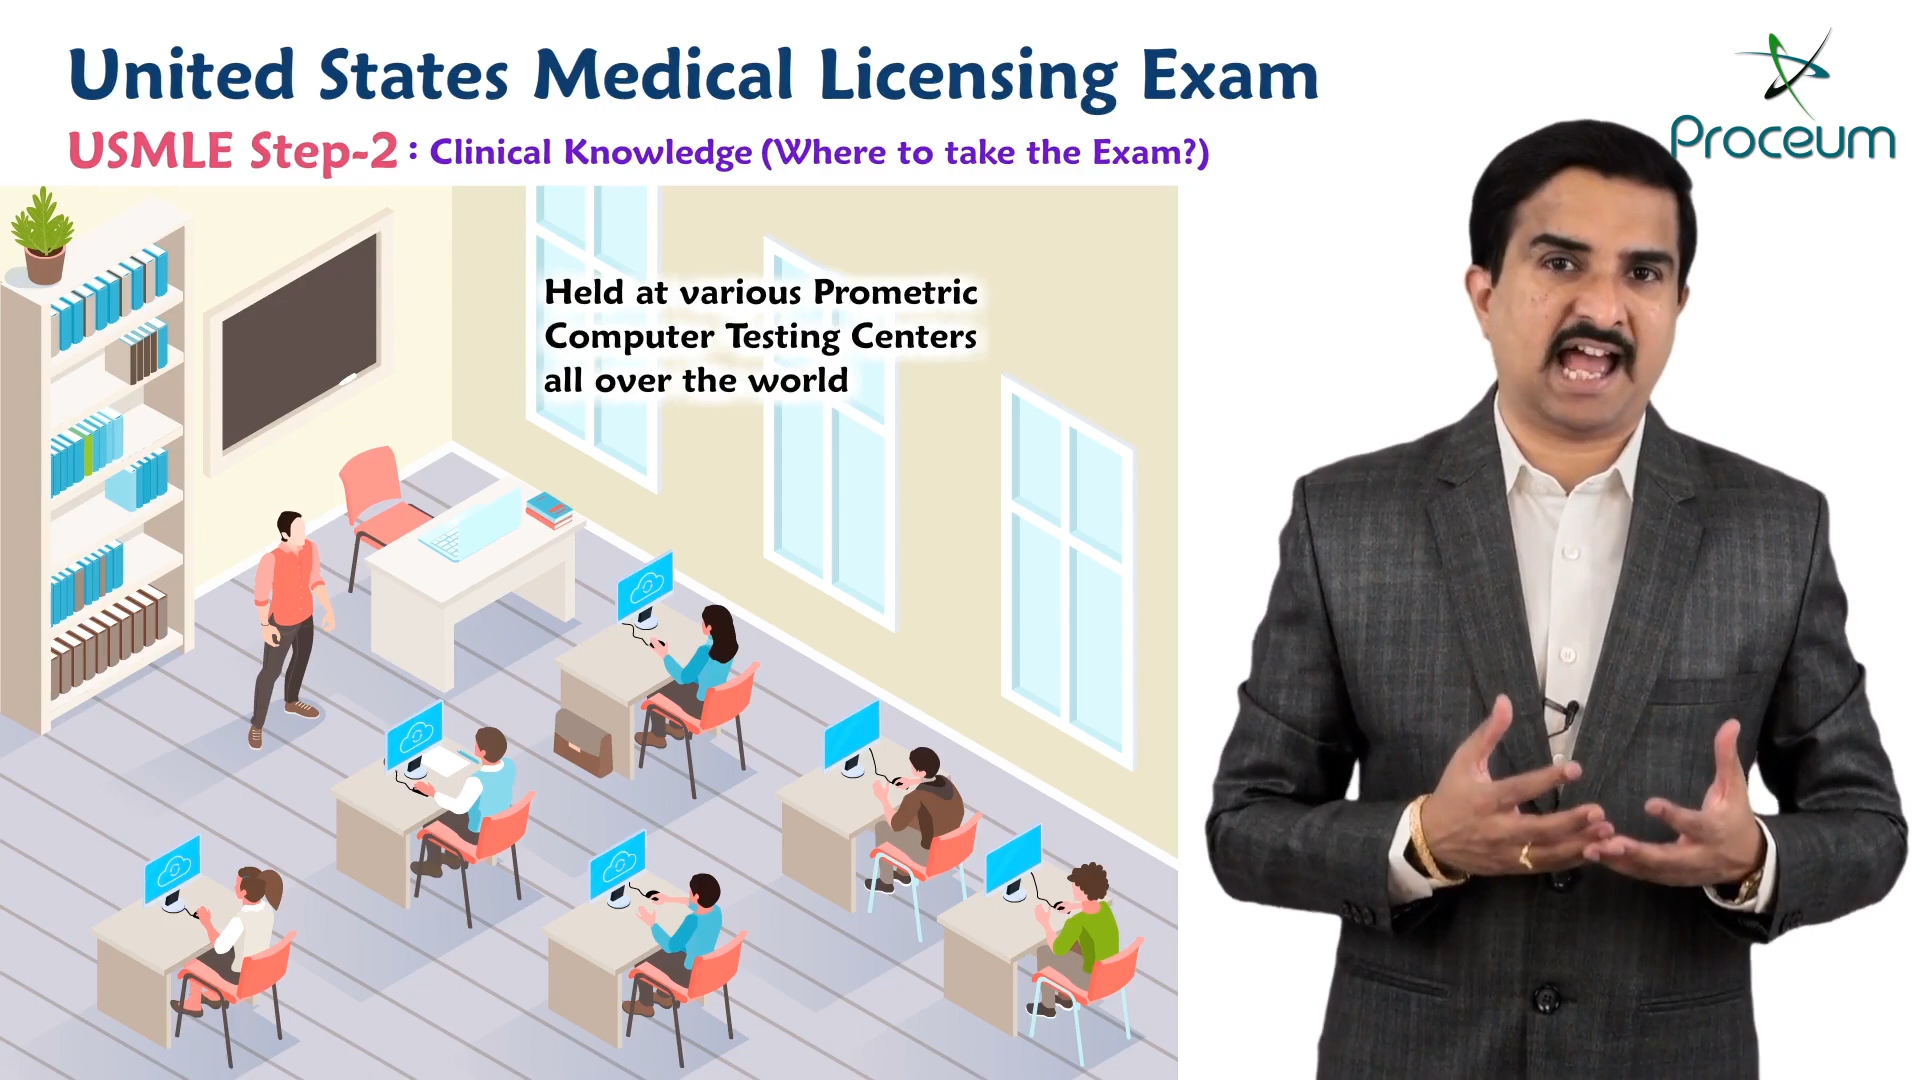 United States Medical Licensing Exam
USMLE Step-2 : Clinical Knowledge (Where to take the Exam?)
Proceum
Held at various Prometric
Computer Testing Centers
all over the world